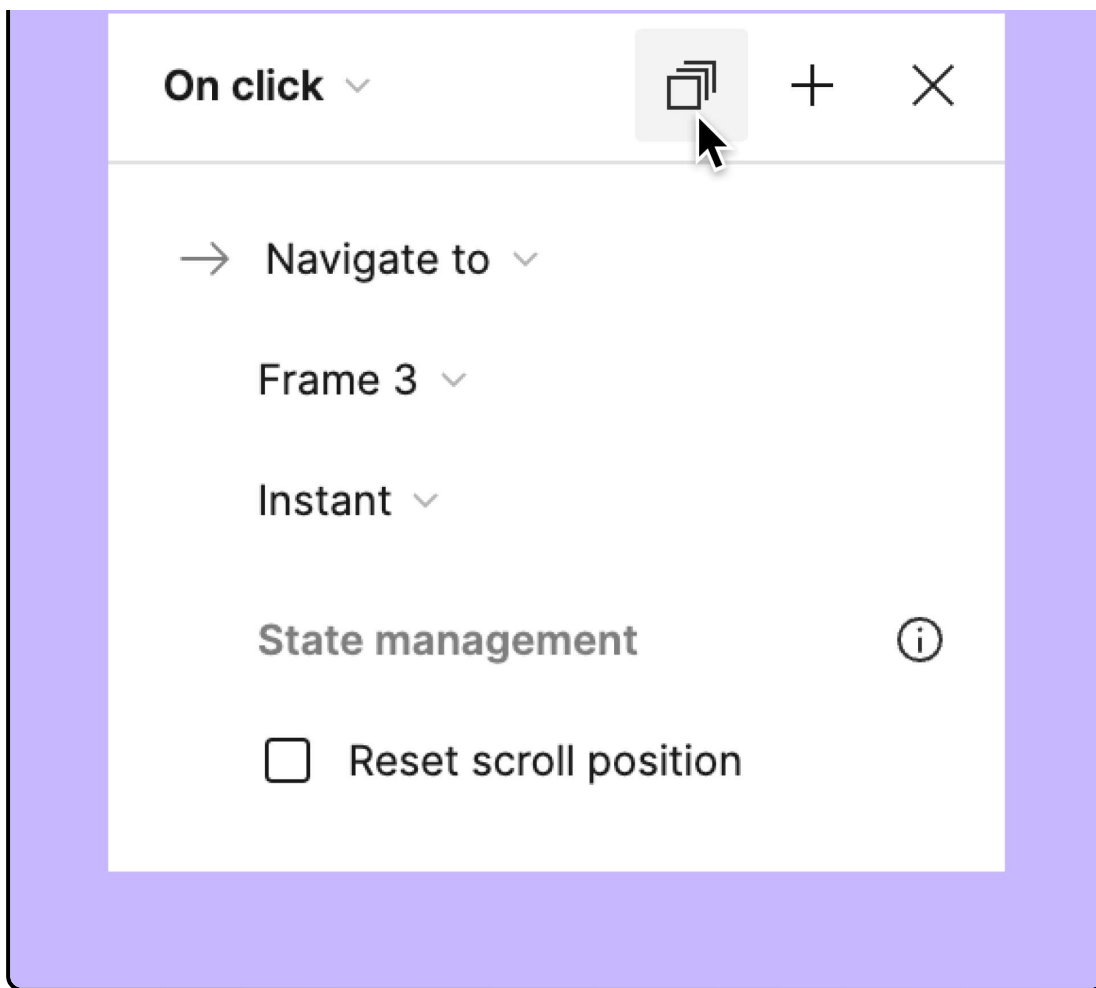 On click
Navigate to
Frame 3
Instant
State management
Reset scroll position